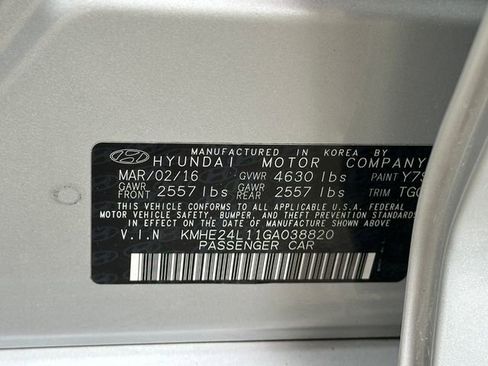 MANUFACTURED IN KOREA BY
HYUNDAI MOTOR COMPANY
MAR/02/16 GVWR 4630 lbs PAINT
GAWR FRONT 2557 lbs GAWR REAR 2557 lbs TRIM
THIS VEHICLE CONFORMS TO ALL APPLICABLE U.S.A. FEDERAL
MOTOR VEHICLE SAFETY, BUMPER, AND THEFT PREVENTION STANDARDS
IN EFFECT ON THE DATE OF MANUFACTURE SHOWN ABOVE
V.I.N KMHE24L11GA038820
PASSENGER CAR